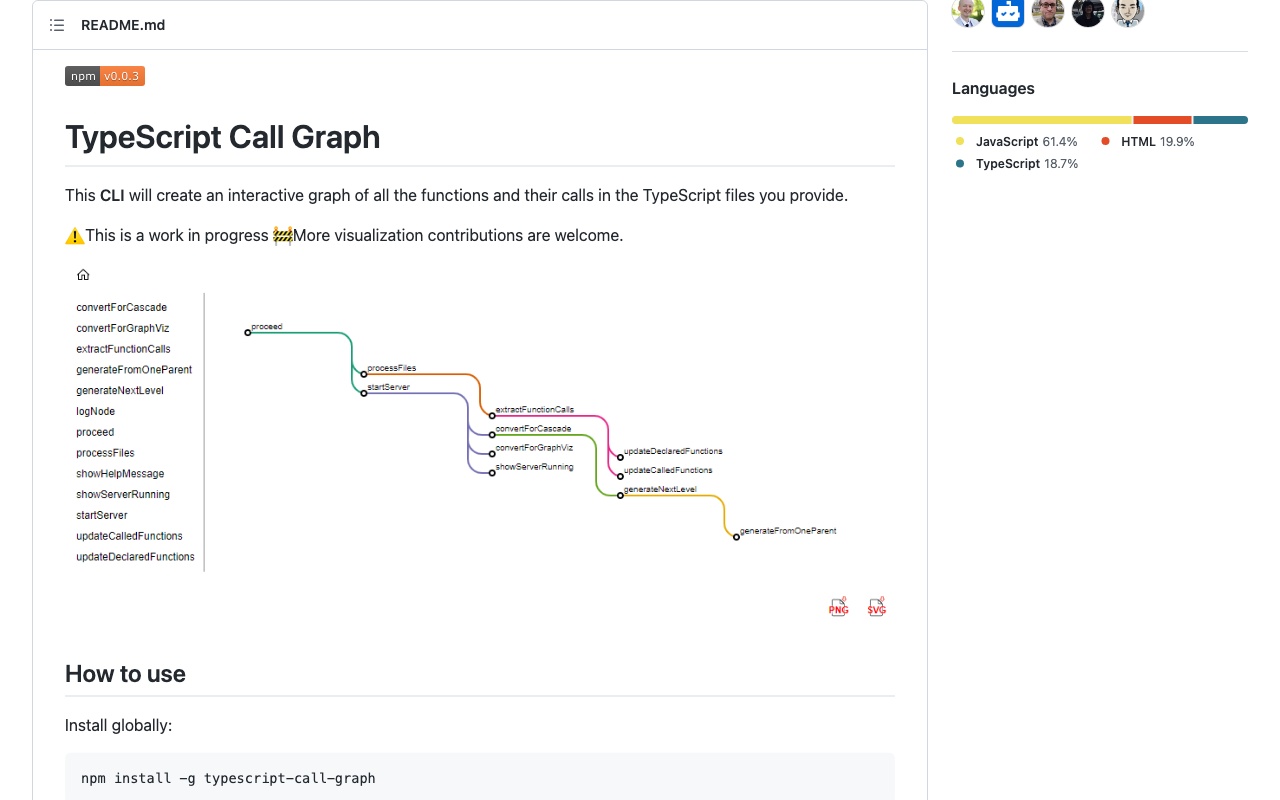 README.md
npm v0.0.3
TypeScript Call Graph
This CLI will create an interactive graph of all the functions and their calls in the TypeScript files you provide.
⚠️This is a work in progress 🚧More visualization contributions are welcome.
convertForCascade
convertForGraphViz
extractFunctionCalls
generateFromOneParent
generateNextLevel
logNode
proceed
processFiles
showHelpMessage
showServerRunning
startServer
updateCalledFunctions
updateDeclaredFunctions
proceed
processFiles
startServer
extractFunctionCalls
convertForCascade
convertForGraphViz
showServerRunning
updateDeclaredFunctions
updateCalledFunctions
generateNextLevel
generateFromOneParent
PNG SVG
How to use
Install globally:
npm install -g typescript-call-graph
Languages
JavaScript 61.4% HTML 19.9%
TypeScript 18.7%